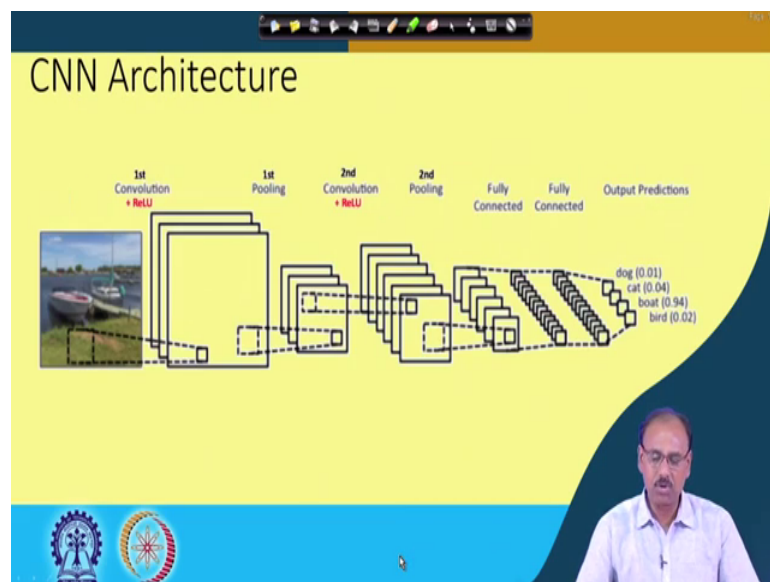 CNN Architecture
1st
Convolution
+ ReLU
1st
Pooling
2nd
Convolution
+ ReLU
2nd
Pooling
Fully
Connected
Fully
Connected
Output Predictions
dog (0.01)
cat (0.04)
boat (0.94)
bird (0.02)